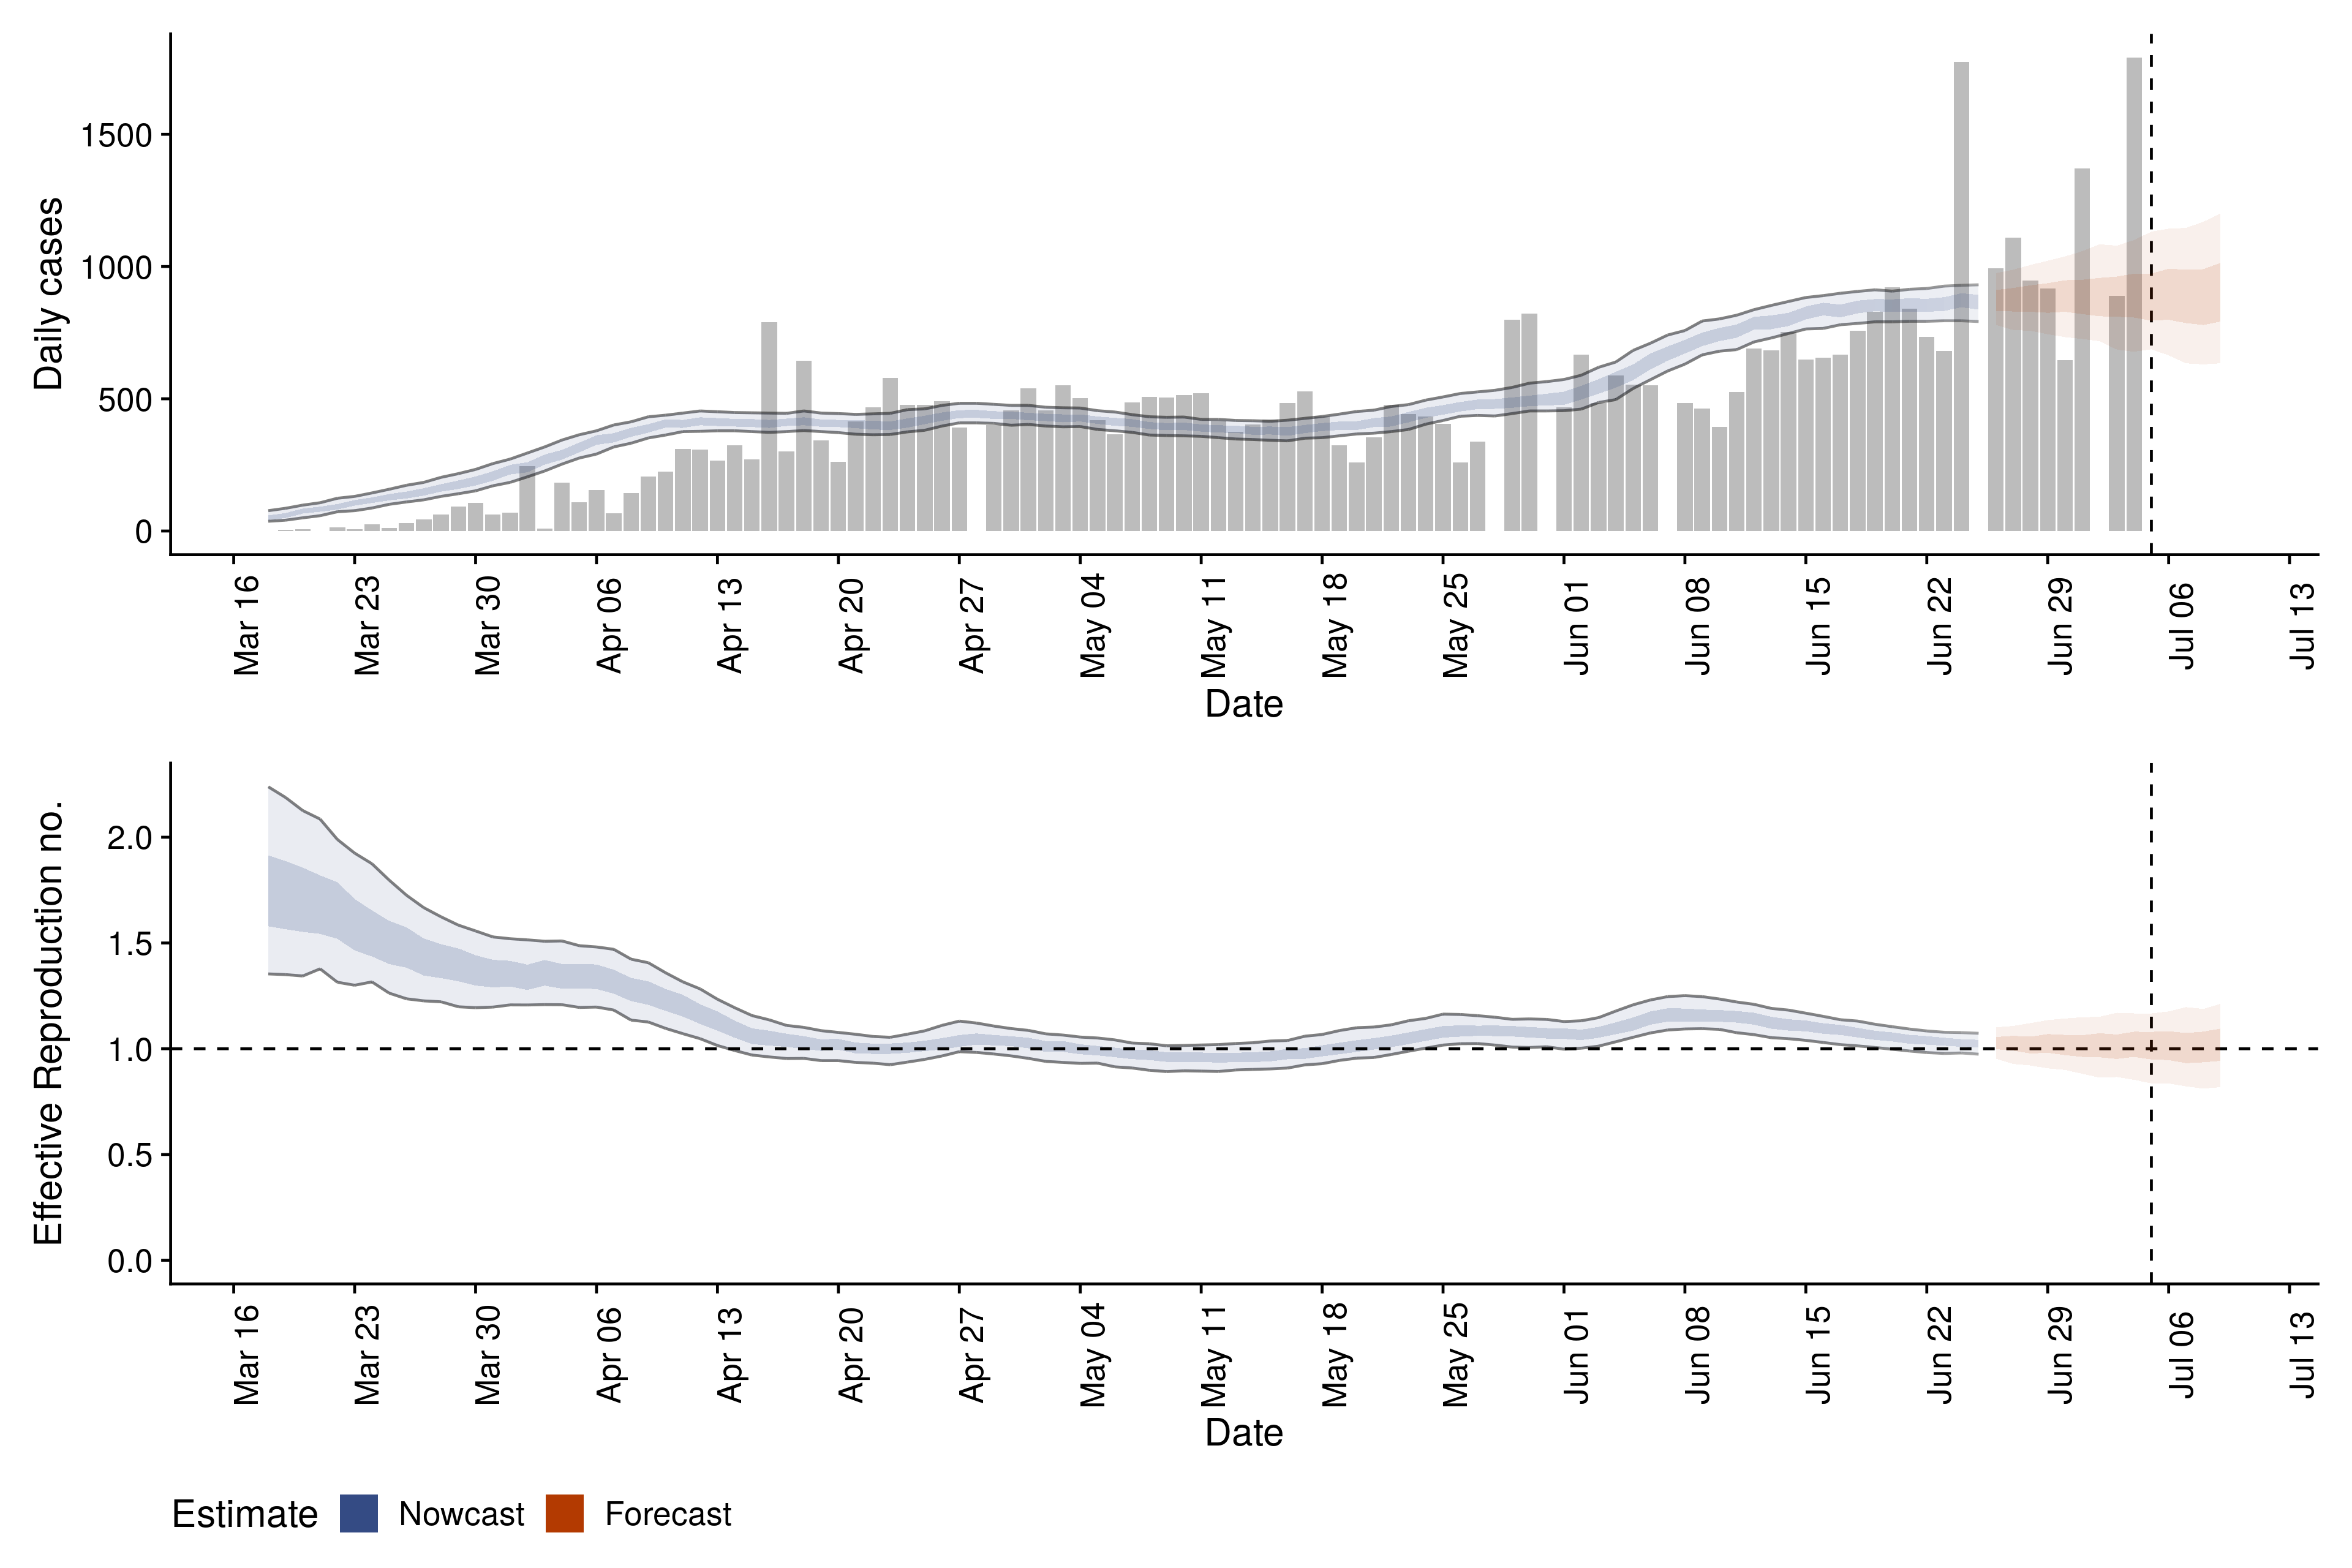 Daily cases
1500
1000
500
0
Mar 16
Mar 23
Mar 30
Apr 06
Apr 13
Apr 20
Apr 27
May 04
May 11
May 18
May 25
Jun 01
Jun 08
Jun 15
Jun 22
Jun 29
Jul 06
Jul 13
Date
Effective Reproduction no.
2.0
1.5
1.0
0.5
0.0
Mar 16
Mar 23
Mar 30
Apr 06
Apr 13
Apr 20
Apr 27
May 04
May 11
May 18
May 25
Jun 01
Jun 08
Jun 15
Jun 22
Jun 29
Jul 06
Jul 13
Date
Estimate Nowcast Forecast